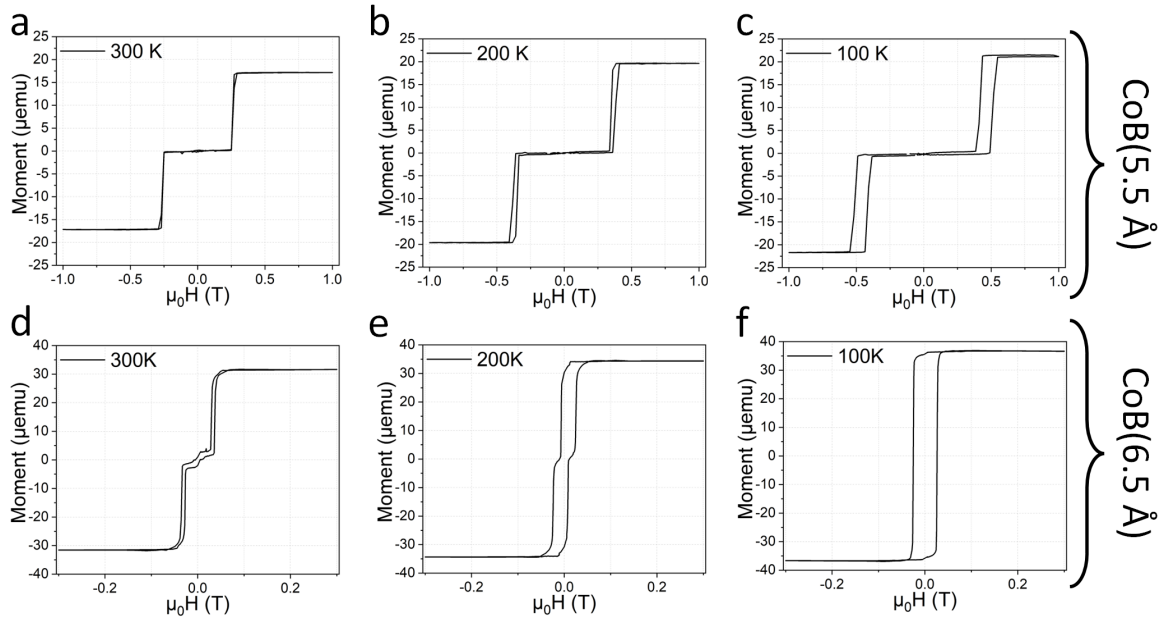 a
300 K
25
20
15
10
5
0
-5
-10
-15
-20
-25
Moment (µemu)
-1.0 -0.5 0.0 0.5 1.0
µ0H (T)
b
200 K
25
20
15
10
5
0
-5
-10
-15
-20
-25
Moment (µemu)
-1.0 -0.5 0.0 0.5 1.0
µ0H (T)
c
100 K
25
20
15
10
5
0
-5
-10
-15
-20
-25
Moment (µemu)
-1.0 -0.5 0.0 0.5 1.0
µ0H (T)
CoB(5.5 Å)
d
300K
40
30
20
10
0
-10
-20
-30
-40
Moment (µemu)
-0.2 0.0 0.2
µ0H (T)
e
200K
40
30
20
10
0
-10
-20
-30
-40
Moment (µemu)
-0.2 0.0 0.2
µ0H (T)
f
100K
40
30
20
10
0
-10
-20
-30
-40
Moment (µemu)
-0.2 0.0 0.2
µ0H (T)
CoB(6.5 Å)